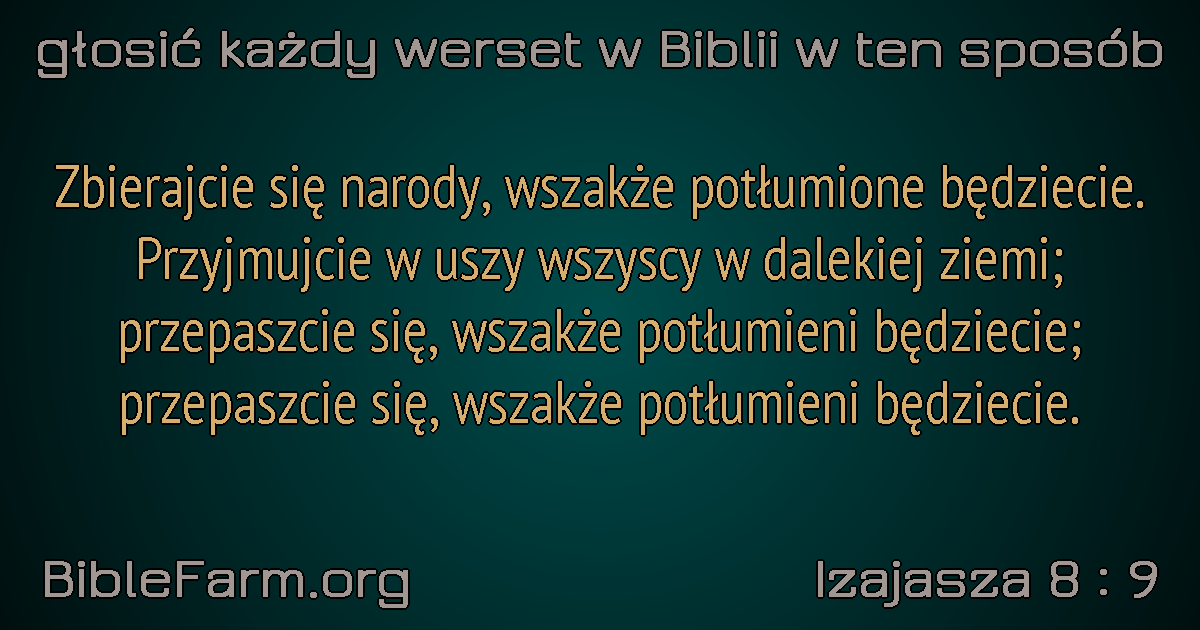 głosić każdy werset w Biblii w ten sposób
Zbierajcie się narody, wszakże potłumione będziecie.
Przyjmujcie w uszy wszyscy w dalekiej ziemi;
przepaszcie się, wszakże potłumieni będziecie;
przepaszcie się, wszakże potłumieni będziecie.
BibleFarm.org
Izajasza 8 : 9